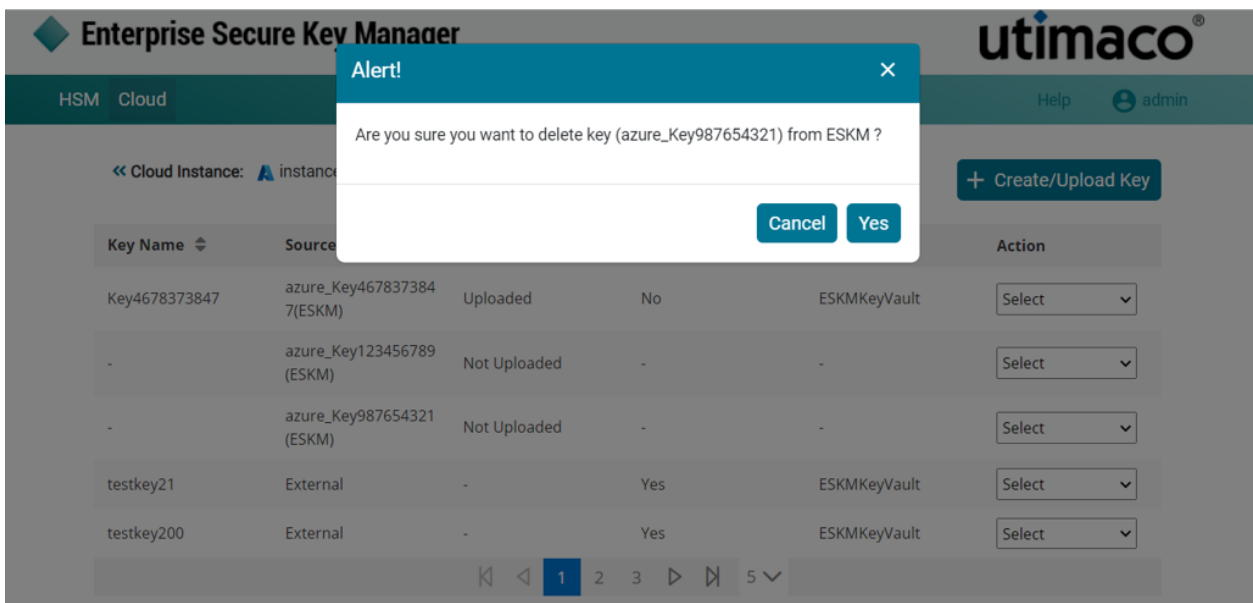 Enterprise Secure Key Manager
utimaco®
Alert!
HSM Cloud
Help admin
Are you sure you want to delete key (azure_Key987654321) from ESKM ?
Cloud Instance: instance
+ Create/Upload Key
Cancel Yes
Key Name Source Action
Key4678373847 azure_Key467837384 Uploaded No ESKMKeyVault Select
7(ESKM)
- azure_Key123456789 Not Uploaded - - Select
(ESKM)
- azure_Key987654321 Not Uploaded - - Select
(ESKM)
testkey21 External - Yes ESKMKeyVault Select
testkey200 External - Yes ESKMKeyVault Select
1 2 3 5